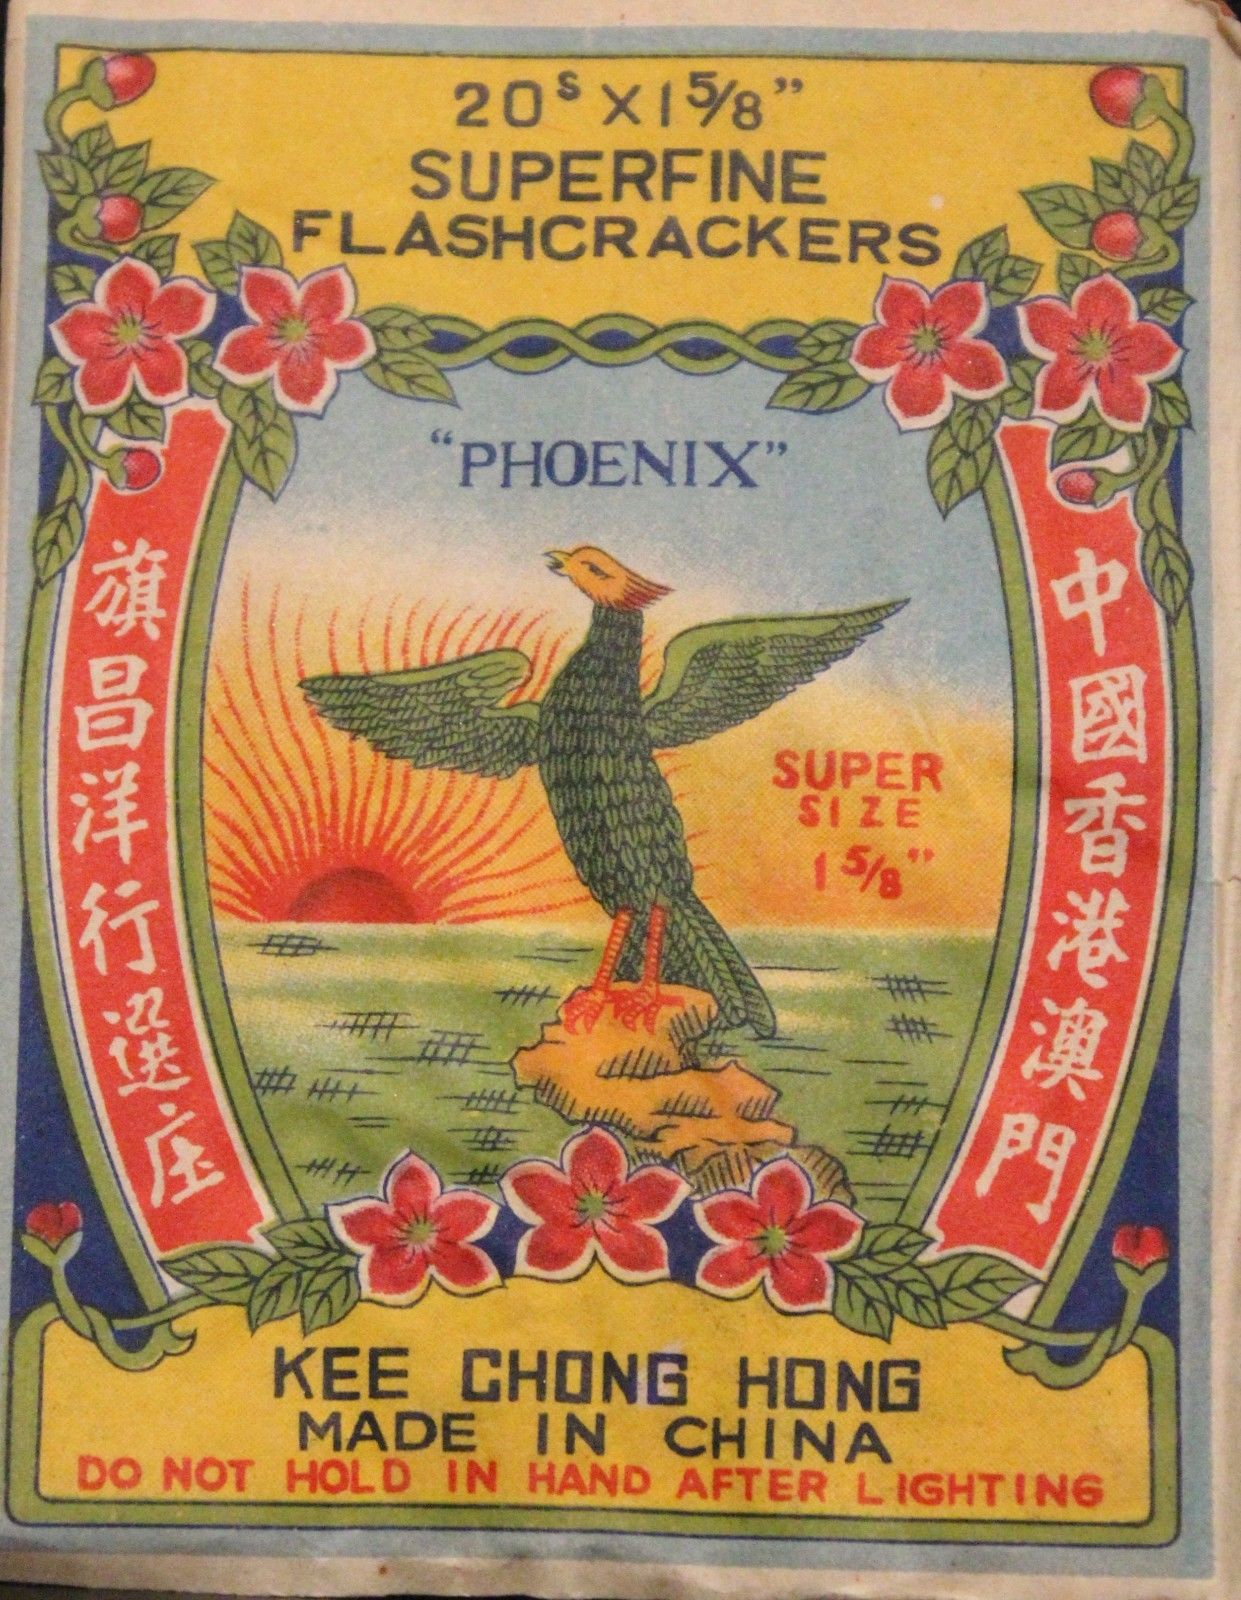 20S X 1 5/8"
SUPERFINE
FLASHCRACKERS
"PHOENIX"
中國香港澳門
旗昌洋行選庄
SUPER
SIZE
1 5/8"
KEE CHONG HONG
MADE IN CHINA
DO NOT HOLD IN HAND AFTER LIGHTING